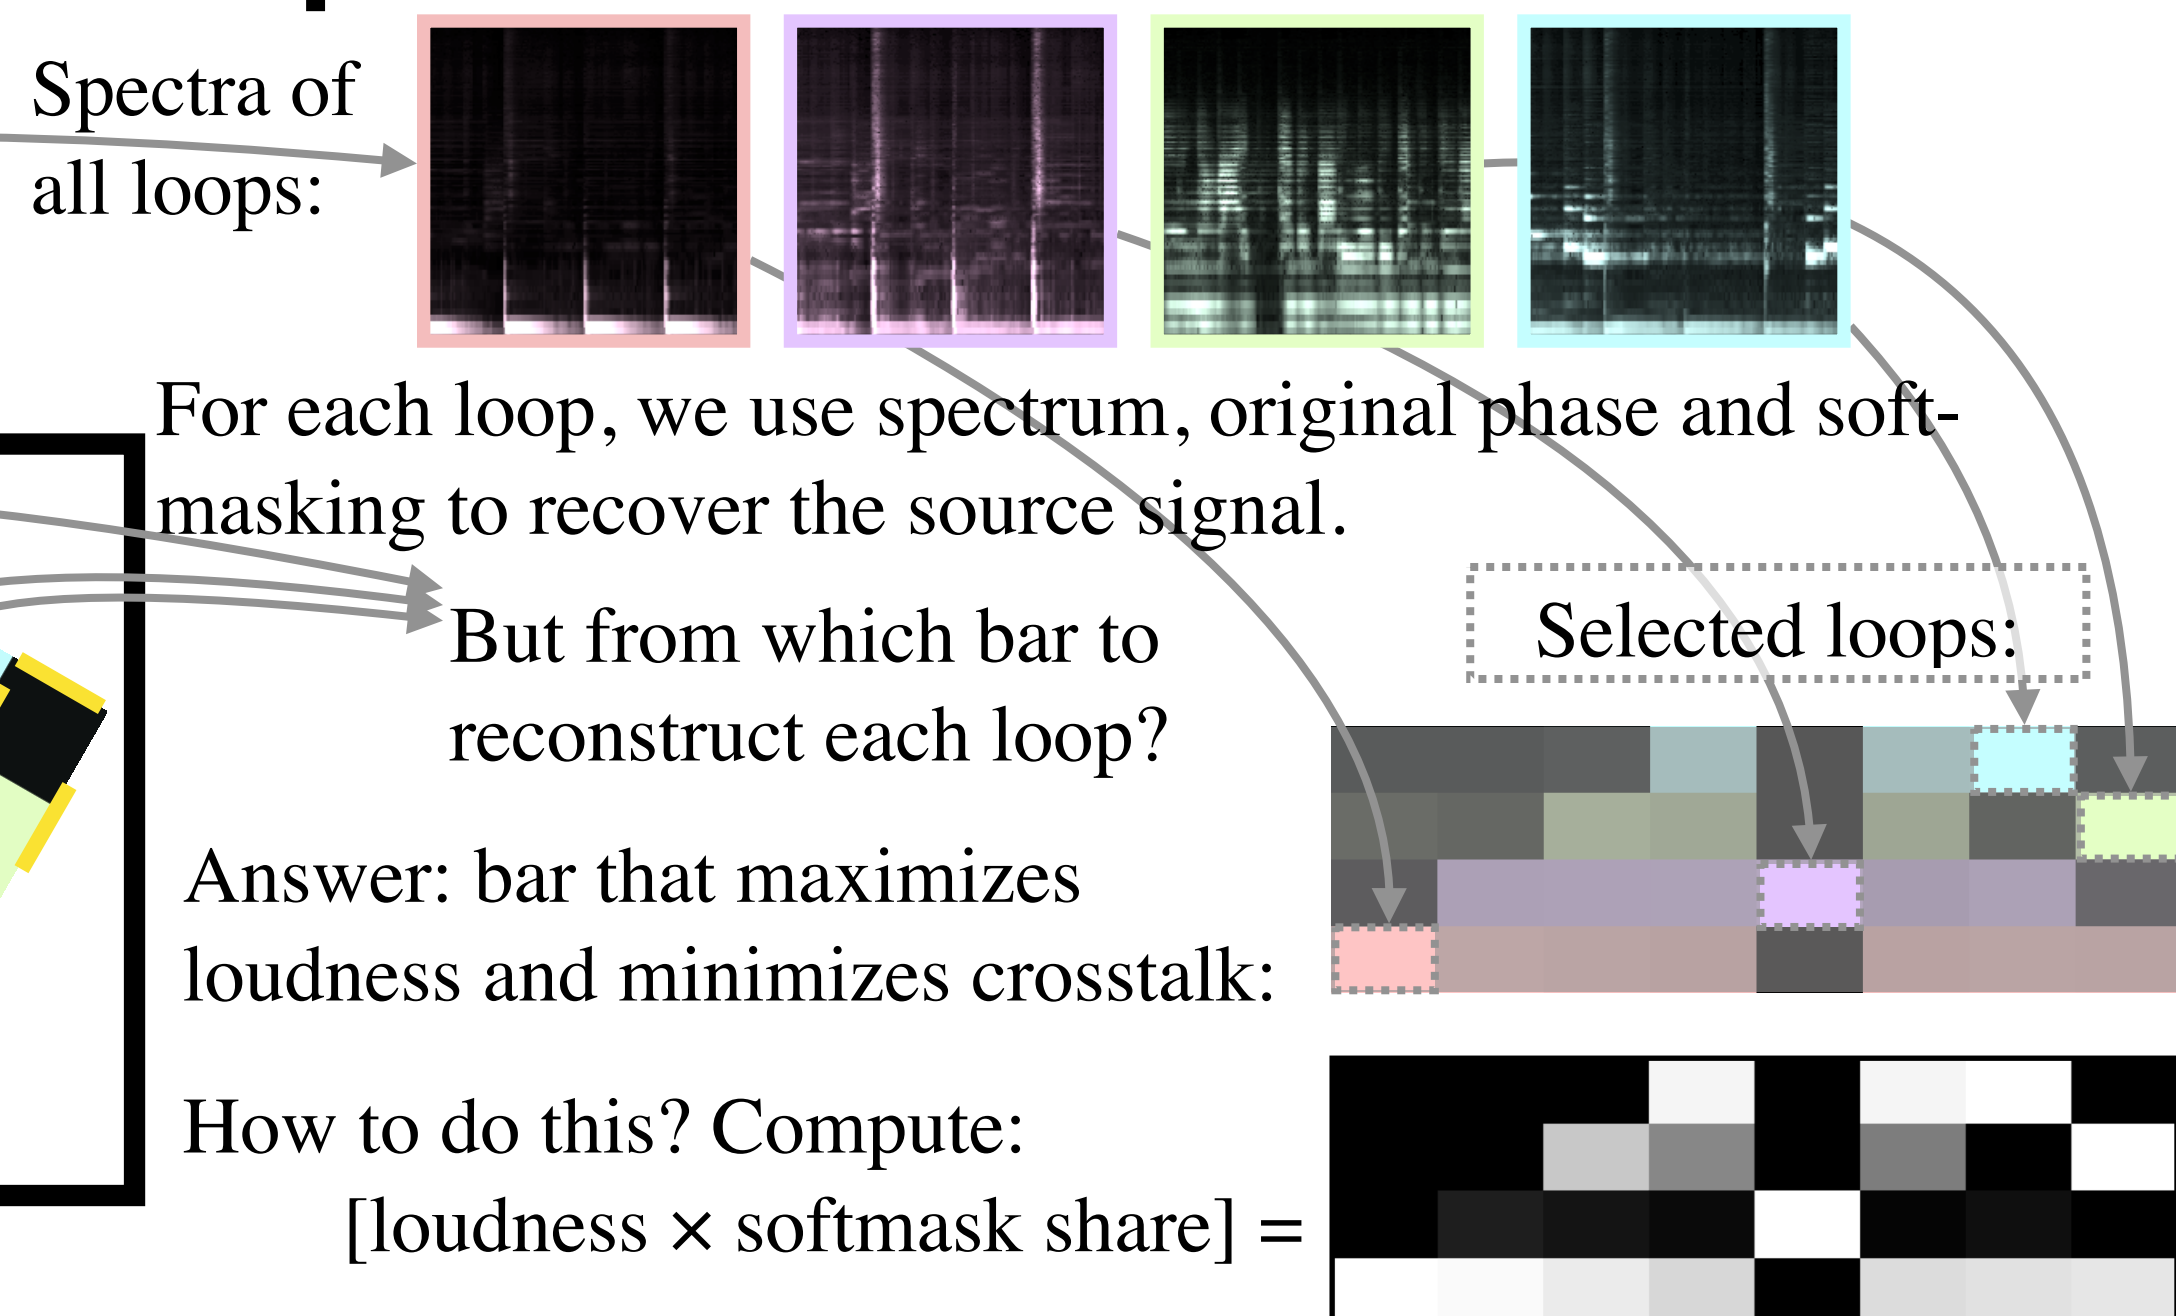 Spectra of
all loops:
For each loop, we use spectrum, original phase and soft-
masking to recover the source signal.
But from which bar to
reconstruct each loop?
Selected loops:
Answer: bar that maximizes
loudness and minimizes crosstalk:
How to do this? Compute:
[loudness × softmask share] =